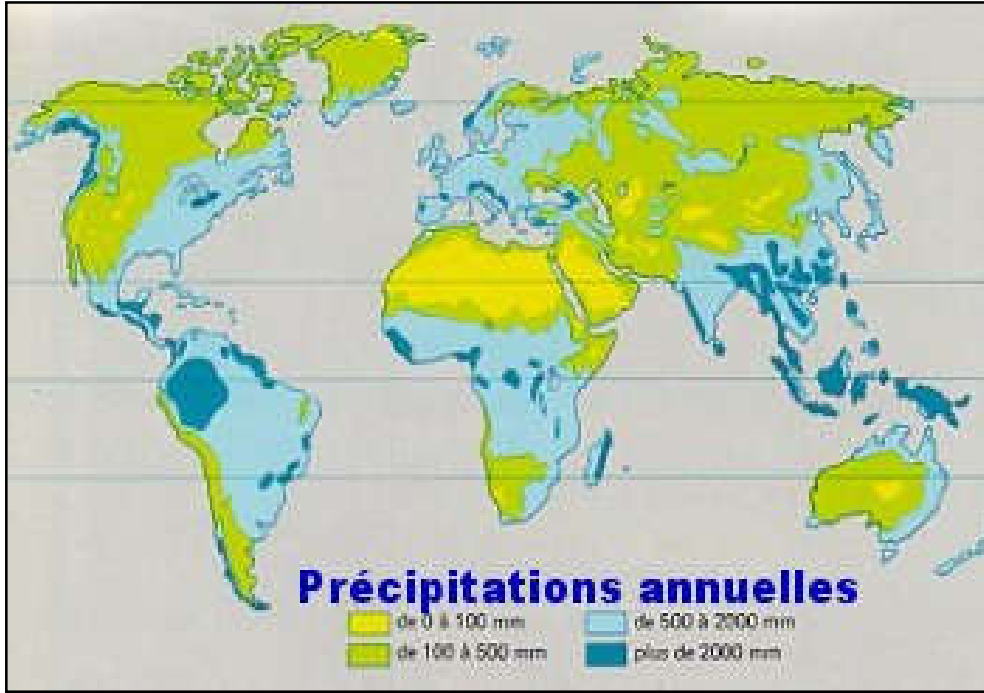 Précipitations annuelles
de 0 à 100 mm
de 500 à 2000 mm
de 100 à 500 mm
plus de 2000 mm